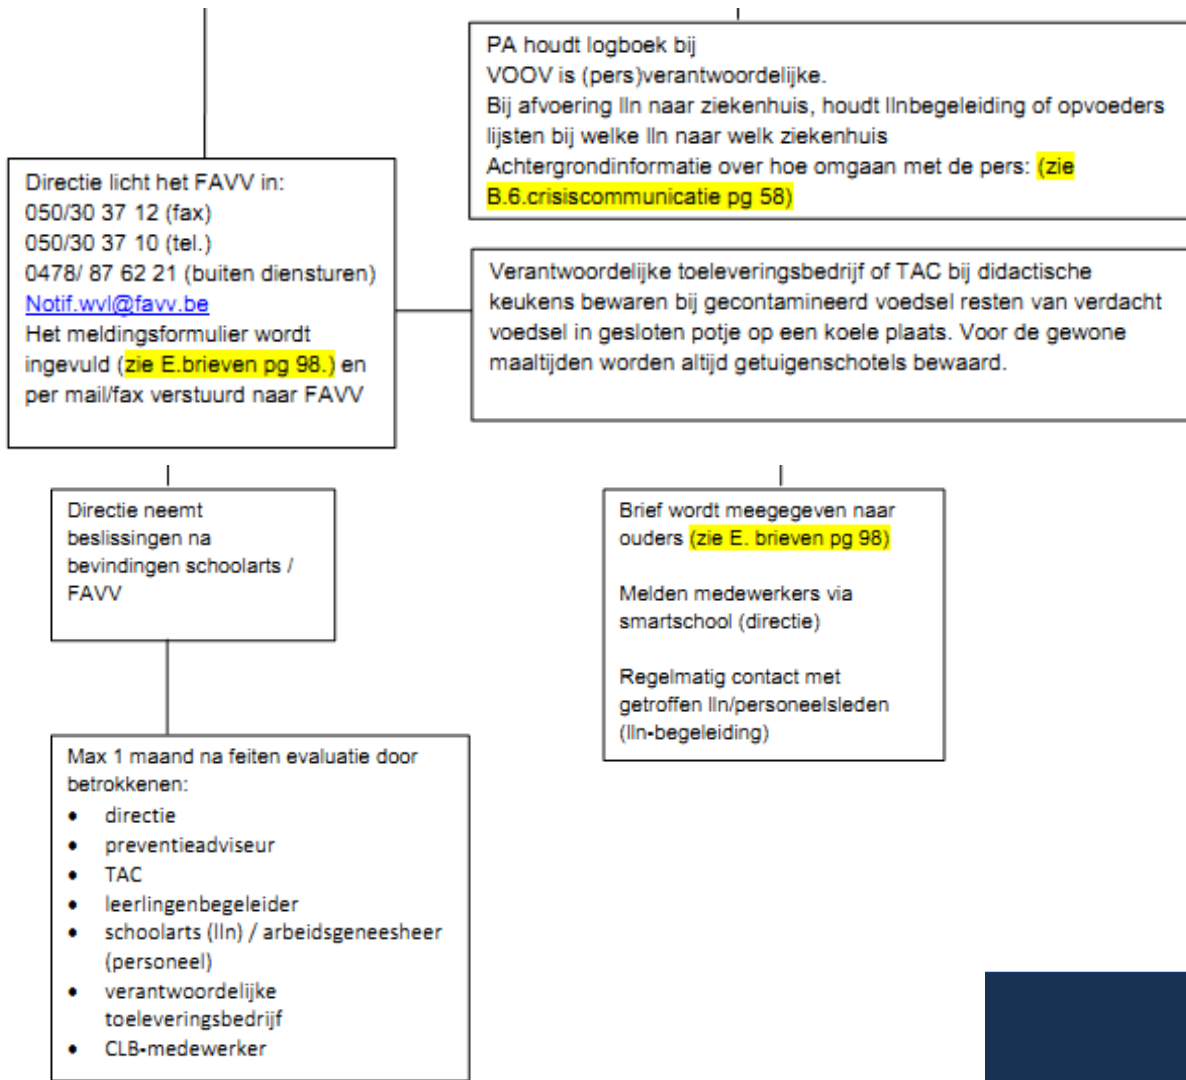 PA houdt logboek bij
VOOV is (pers)verantwoordelijke.
Bij afvoering lln naar ziekenhuis, houdt llnbegeleiding of opvoeders
lijsten bij welke lln naar welk ziekenhuis
Achtergrondinformatie over hoe omgaan met de pers: (zie
B.6.crisiscommunicatie pg 58)
Directie licht het FAVV in:
050/30 37 12 (fax)
050/30 37 10 (tel.)
0478/ 87 62 21 (buiten diensturen)
Notif.wvl@favv.be
Het meldingsformulier wordt
ingevuld (zie E.brieven pg 98.) en
per mail/fax verstuurd naar FAVV
Verantwoordelijke toeleveringsbedrijf of TAC bij didactische
keukens bewaren bij gecontamineerd voedsel resten van verdacht
voedsel in gesloten potje op een koele plaats. Voor de gewone
maaltijden worden altijd getuigenschotels bewaard.
Directie neemt
beslissingen na
bevindingen schoolarts /
FAVV
Brief wordt meegegeven naar
ouders (zie E. brieven pg 98)
Melden medewerkers via
smartschool (directie)
Regelmatig contact met
getroffen lln/personeelsleden
(lln-begeleiding)
Max 1 maand na feiten evaluatie door
betrokkenen:
• directie
• preventieadviseur
• TAC
• leerlingenbegeleider
• schoolarts (lln) / arbeidsgeneesheer
(personeel)
• verantwoordelijke
toeleveringsbedrijf
• CLB-medewerker